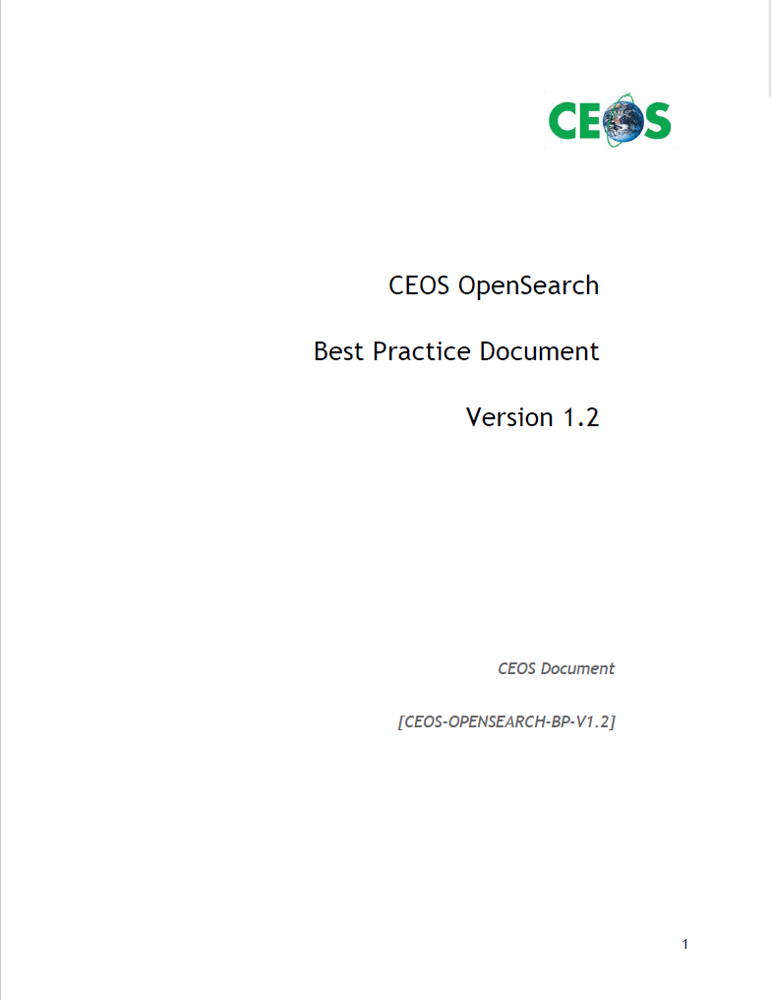 CEOS
CEOS OpenSearch
Best Practice Document
Version 1.2
CEOS Document
[CEOS-OPENSEARCH-BP-V1.2]
1